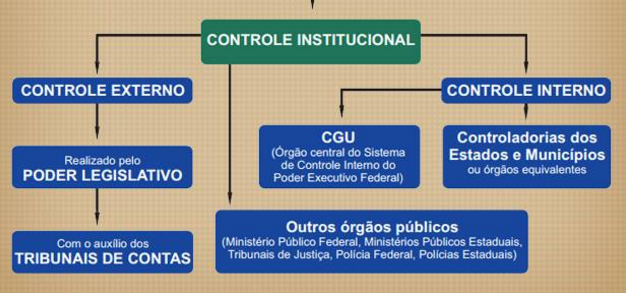 CONTROLE INSTITUCIONAL
CONTROLE EXTERNO
CONTROLE INTERNO
Realizado pelo
PODER LEGISLATIVO
CGU
(Órgão central do Sistema
de Controle Interno do
Poder Executivo Federal)
Controladorias dos
Estados e Municípios
ou órgãos equivalentes
Com o auxílio dos
TRIBUNAIS DE CONTAS
Outros órgãos públicos
(Ministério Público Federal, Ministérios Públicos Estaduais,
Tribunais de Justiça, Polícia Federal, Polícias Estaduais)